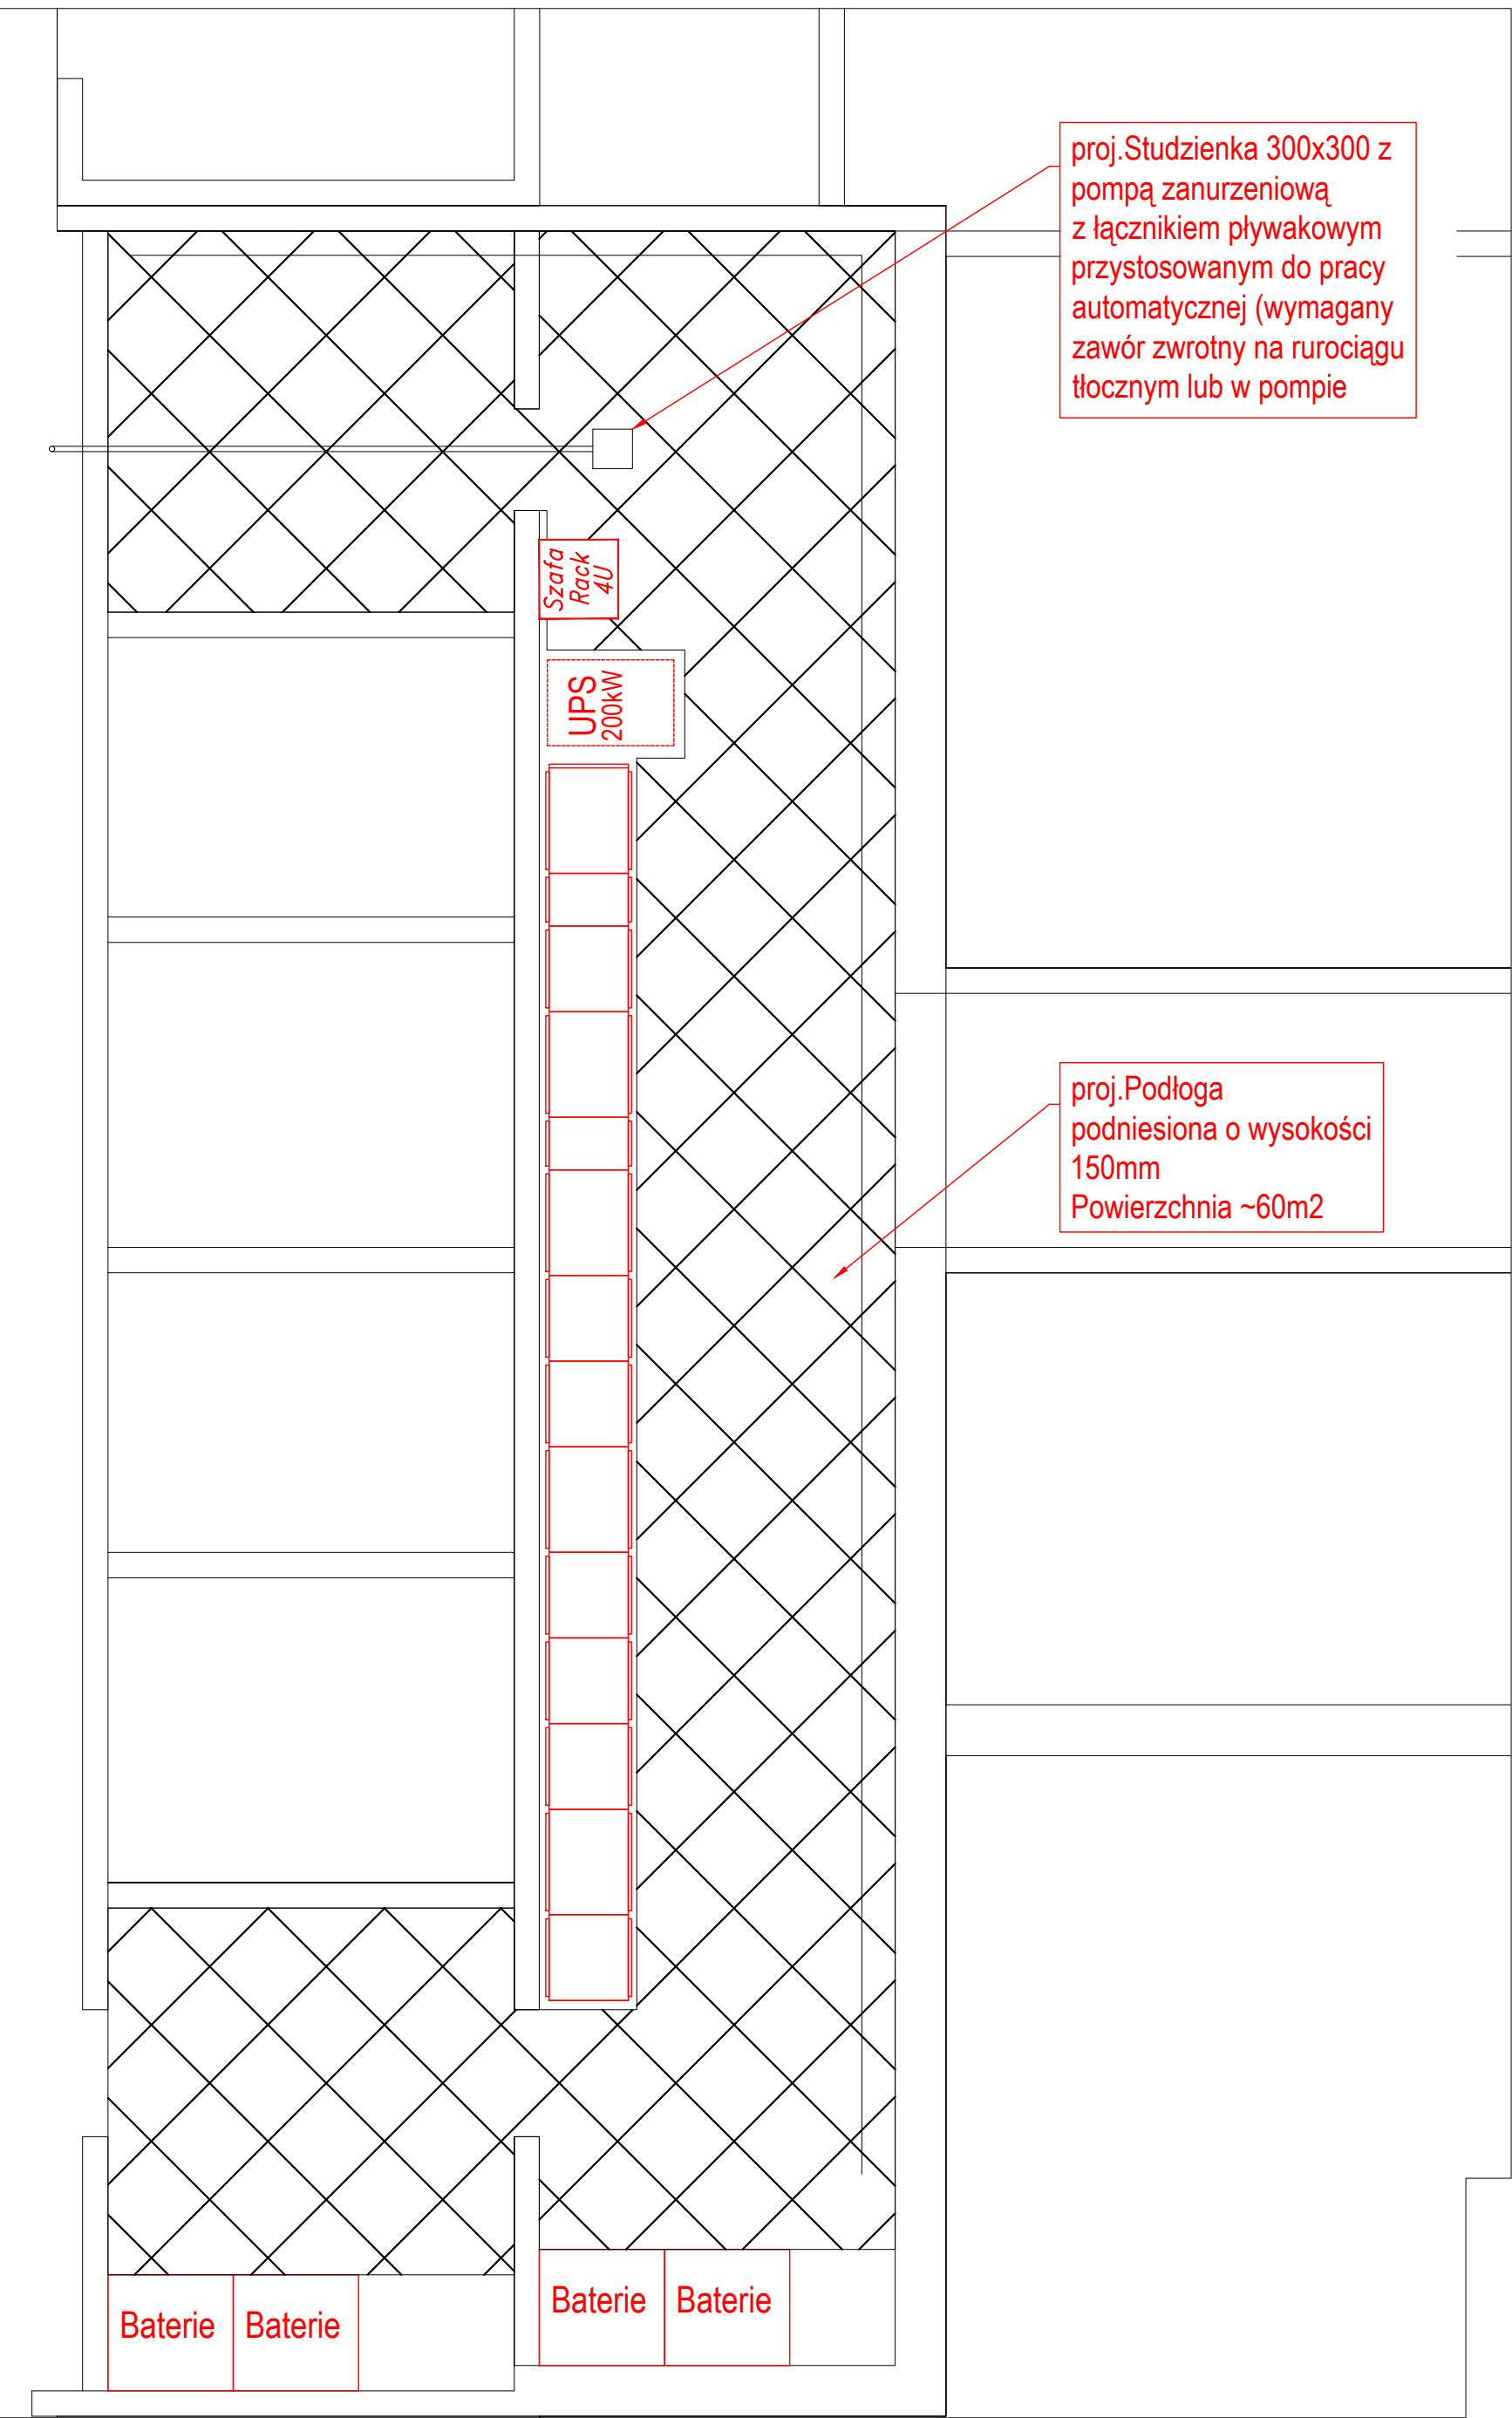 proj.Studzienka 300x300 z
pompą zanurzeniową
z łącznikiem pływakowym
przystosowanym do pracy
automatycznej (wymagany
zawór zwrotny na rurociągu
tłocznym lub w pompie
Szafa
Rack
4U
UPS
200kW
proj.Podłoga
podniesiona o wysokości
150mm
Powierzchnia ~60m2
Baterie
Baterie
Baterie
Baterie